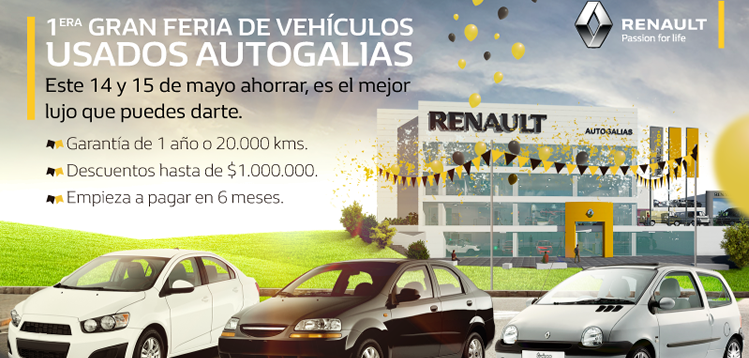 1ERA GRAN FERIA DE VEHÍCULOS
USADOS AUTOGALIAS
Este 14 y 15 de mayo ahorrar, es el mejor
lujo que puedes darte.
Garantía de 1 año o 20.000 kms.
Descuentos hasta de $1.000.000.
Empieza a pagar en 6 meses.
RENAULT
Passion for life
RENAULT
AUTOGALIAS